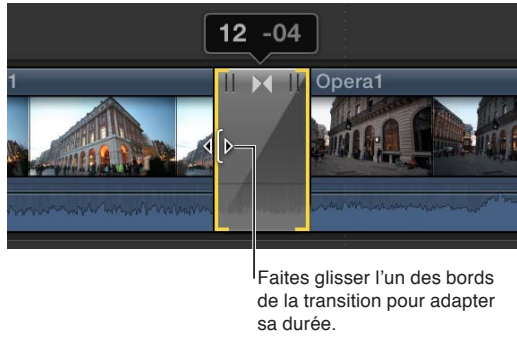 12 -04
1 Opera1
Faites glisser l’un des bords
de la transition pour adapter
sa durée.